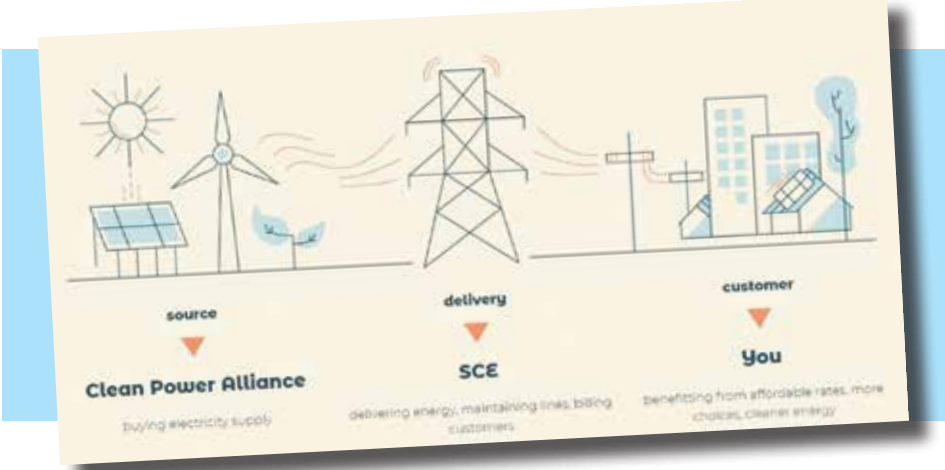 source
Clean Power Alliance
buying electricity supply
delivery
SCE
delivering energy, maintaining lines, billing
customers
customer
You
benefitting from affordable rates, more
choices, cleaner energy